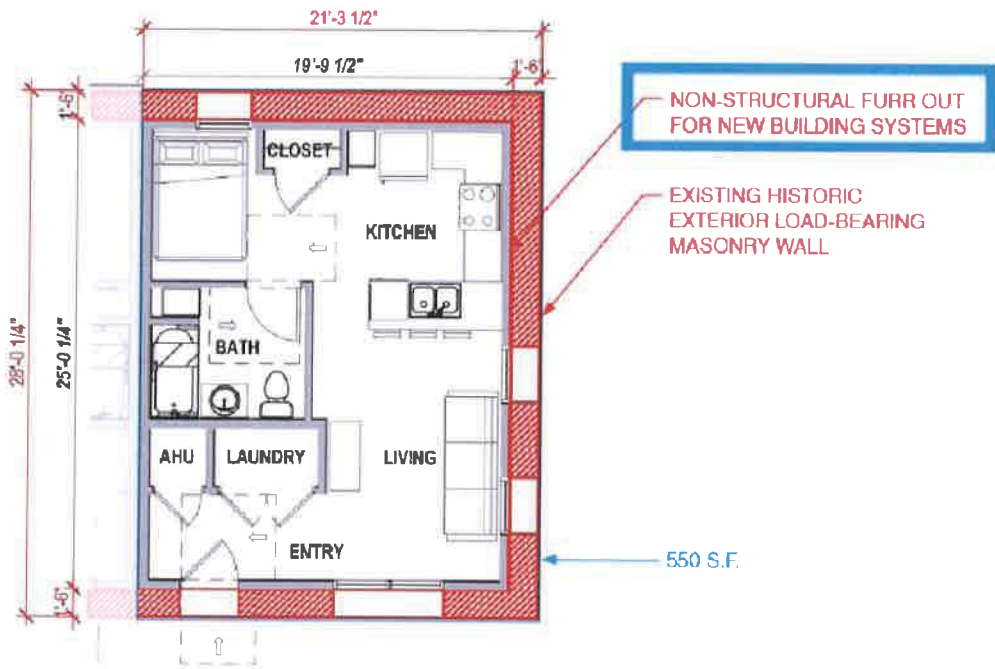 21'-3 1/2"
19'-9 1/2"
1'-6"
1'-6"
NON-STRUCTURAL FURR OUT
FOR NEW BUILDING SYSTEMS
CLOSET
EXISTING HISTORIC
EXTERIOR LOAD-BEARING
MASONRY WALL
KITCHEN
28'-0 1/4"
25'-0 1/4"
BATH
AHU
LAUNDRY
LIVING
ENTRY
550 S.F.
1'-6"